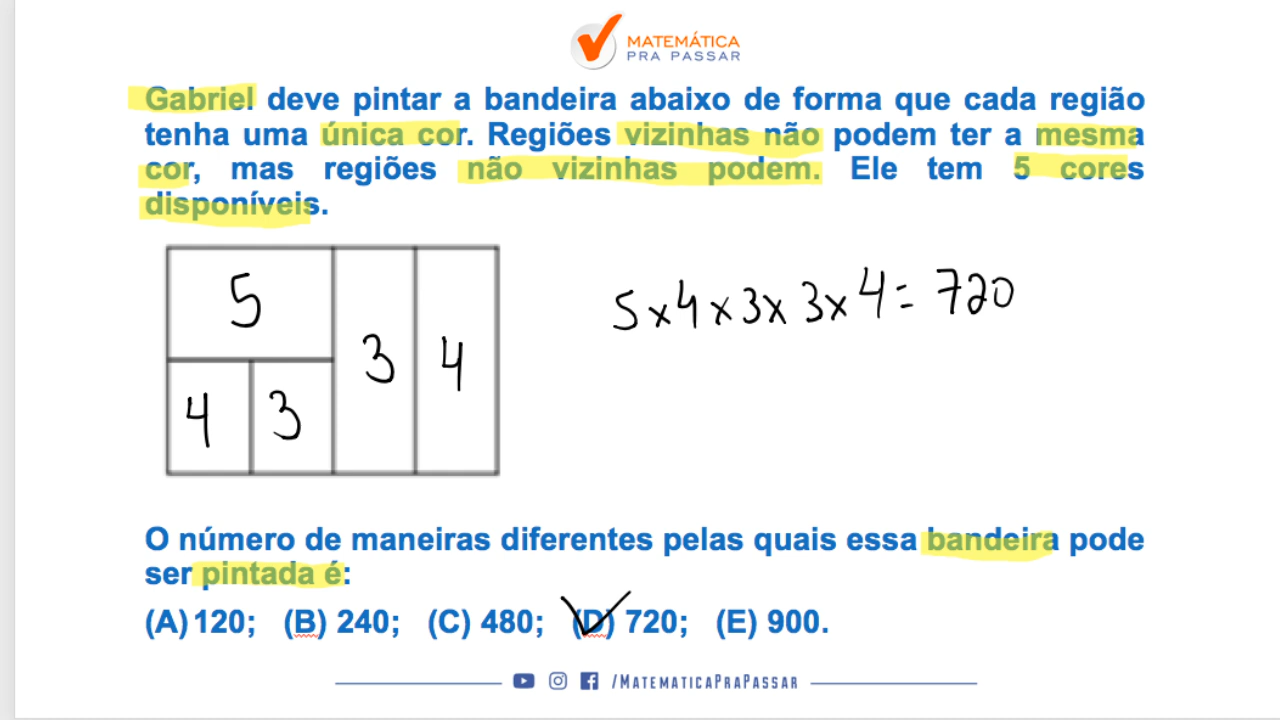 MATEMÁTICA
PRA PASSAR
Gabriel deve pintar a bandeira abaixo de forma que cada região
tenha uma única cor. Regiões vizinhas não podem ter a mesma
cor, mas regiões não vizinhas podem. Ele tem 5 cores
disponíveis.
5
3
4
4
3
5x4x3x3x4=720
O número de maneiras diferentes pelas quais essa bandeira pode
ser pintada é:
(A) 120; (B) 240; (C) 480; (D) 720; (E) 900.
/MATEMATICAPRAPASSAR